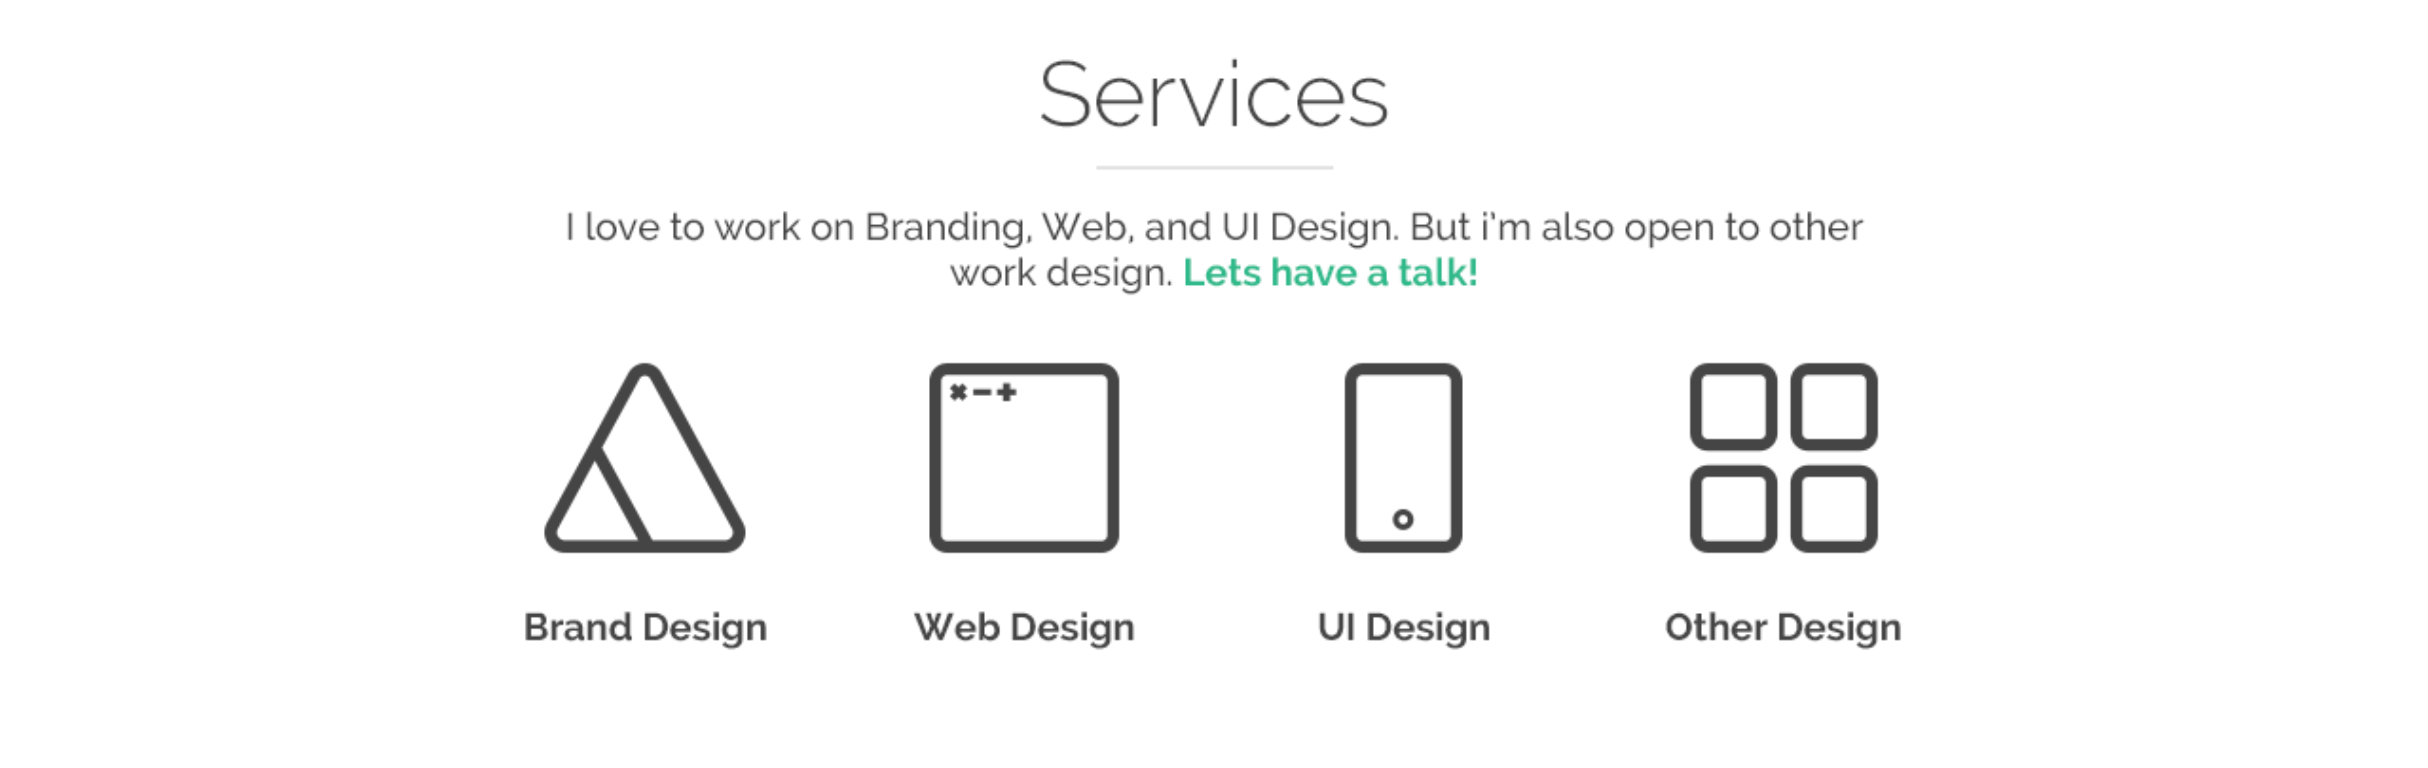 Services
I love to work on Branding, Web, and UI Design. But i'm also open to other
work design. Lets have a talk!
Brand Design
Web Design
UI Design
Other Design